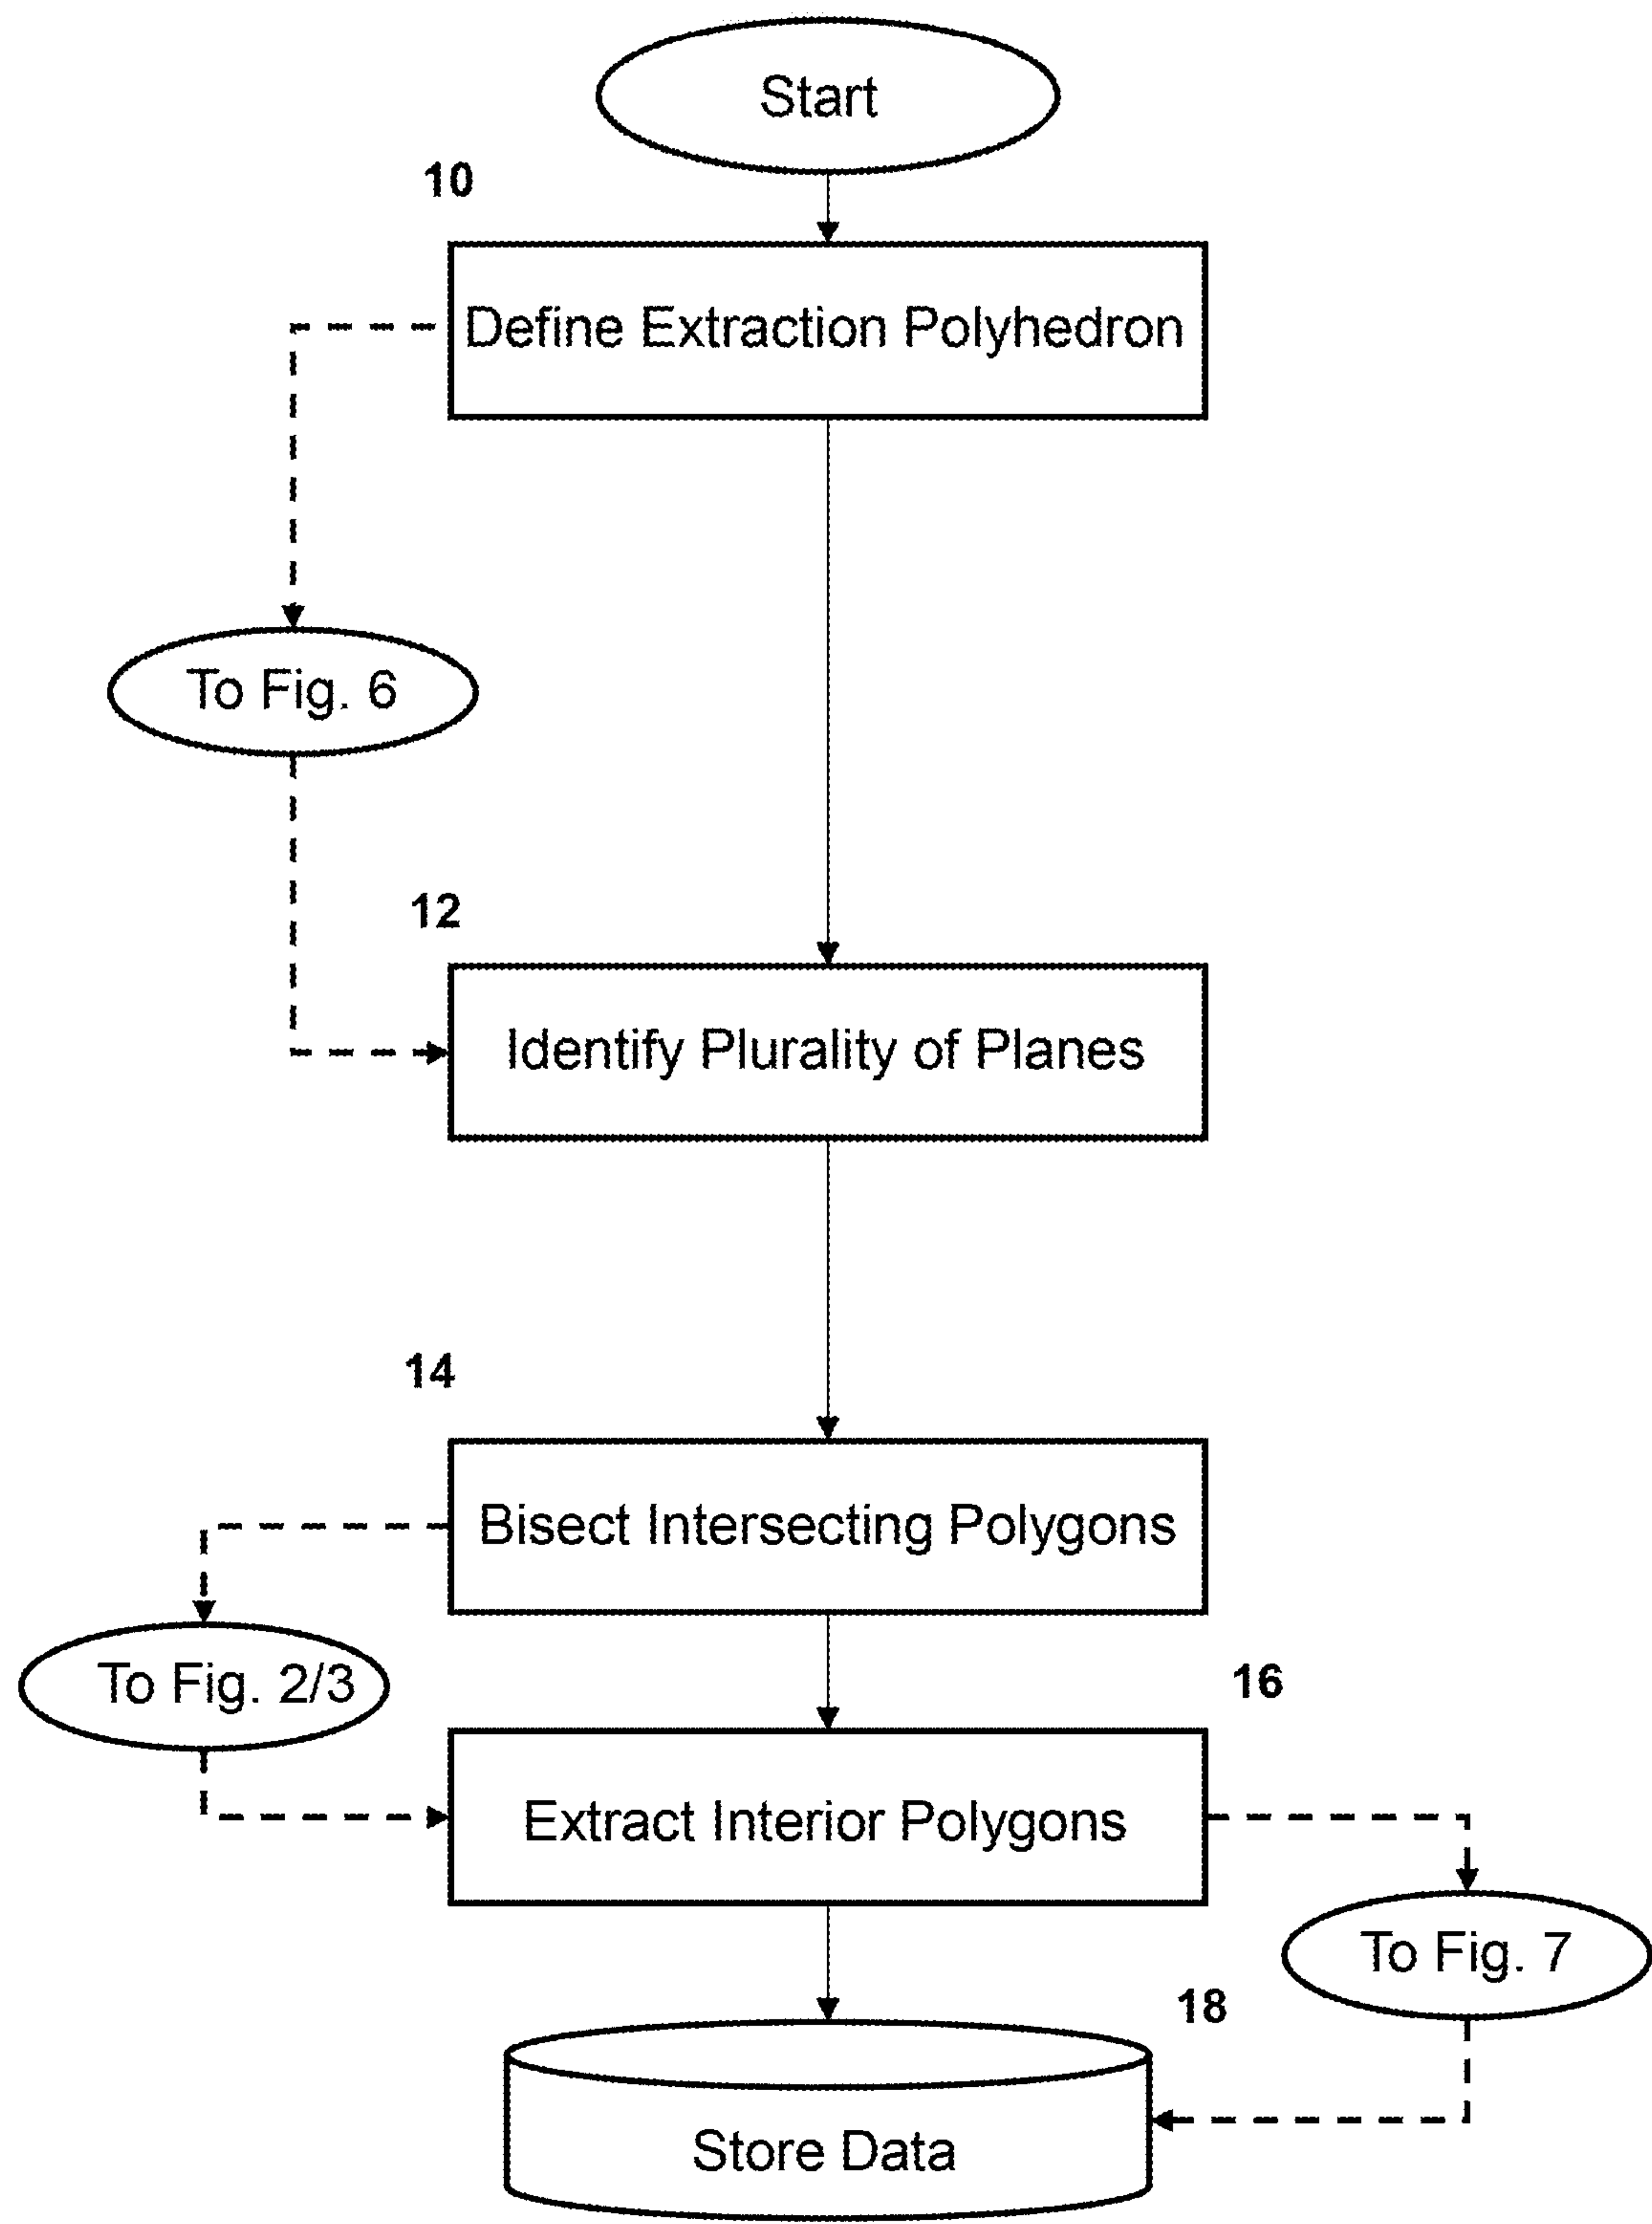 Start
10
Define Extraction Polyhedron
To Fig. 6
12
Identify Plurality of Planes
14
Bisect Intersecting Polygons
To Fig. 2/3
16
Extract Interior Polygons
To Fig. 7
18
Store Data